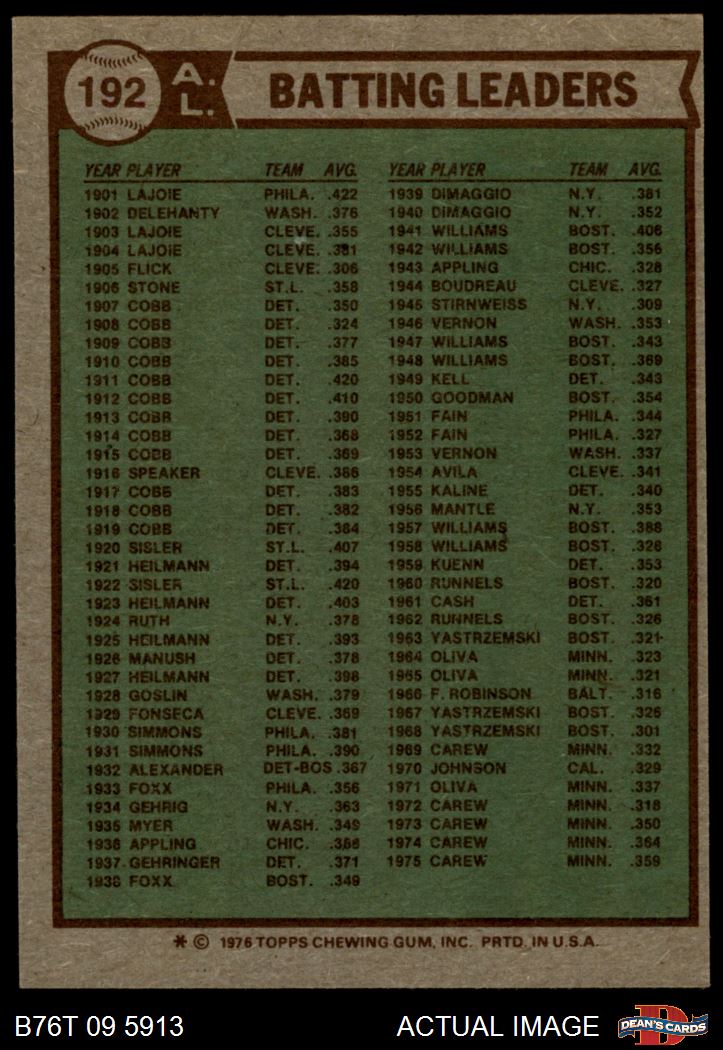 192 A.L. BATTING LEADERS
YEAR PLAYER TEAM AVG.
1901 LAJOIE PHILA. .422
1902 DELEHANTY WASH. .376
1903 LAJOIE CLEVE. .355
1904 LAJOIE CLEVE. .381
1905 FLICK CLEVE. .306
1906 STONE ST.L. .358
1907 COBB DET. .350
1908 COBB DET. .324
1909 COBB DET. .377
1910 COBB DET. .385
1911 COBB DET. .420
1912 COBB DET. .410
1913 COBB DET. .390
1914 COBB DET. .368
1915 COBB DET. .369
1916 SPEAKER CLEVE. .386
1917 COBB DET. .383
1918 COBB DET. .382
1919 COBB DET. .384
1920 SISLER ST.L. .407
1921 HEILMANN DET. .394
1922 SISLER ST.L. .420
1923 HEILMANN DET. .403
1924 RUTH N.Y. .378
1925 HEILMANN DET. .393
1926 MANUSH DET. .378
1927 HEILMANN DET. .398
1928 GOSLIN WASH. .379
1929 FONSECA CLEVE. .369
1930 SIMMONS PHILA. .381
1931 SIMMONS PHILA. .390
1932 ALEXANDER DET-BOS .367
1933 FOXX PHILA. .356
1934 GEHRIG N.Y. .363
1935 MYER WASH. .349
1936 APPLING CHIC. .388
1937 GEHRINGER DET. .371
1938 FOXX BOST. .349
YEAR PLAYER TEAM AVG.
1939 DIMAGGIO N.Y. .381
1940 DIMAGGIO N.Y. .352
1941 WILLIAMS BOST. .406
1942 WILLIAMS BOST. .356
1943 APPLING CHIC. .328
1944 BOUDREAU CLEVE. .327
1945 STIRNWEISS N.Y. .309
1946 VERNON WASH. .353
1947 WILLIAMS BOST. .343
1948 WILLIAMS BOST. .369
1949 KELL DET. .343
1950 GOODMAN BOST. .354
1951 FAIN PHILA. .344
1952 FAIN PHILA. .327
1953 VERNON WASH. .337
1954 AVILA CLEVE. .341
1955 KALINE DET. .340
1956 MANTLE N.Y. .353
1957 WILLIAMS BOST. .388
1958 WILLIAMS BOST. .328
1959 KUENN DET. .353
1960 RUNNELS BOST. .320
1961 CASH DET. .361
1962 RUNNELS BOST. .326
1963 YASTRZEMSKI BOST. .321
1964 OLIVA MINN. .323
1965 OLIVA MINN. .321
1966 F. ROBINSON BALT. .316
1967 YASTRZEMSKI BOST. .326
1968 YASTRZEMSKI BOST. .301
1969 CAREW MINN. .332
1970 JOHNSON CAL. .329
1971 OLIVA MINN. .337
1972 CAREW MINN. .318
1973 CAREW MINN. .350
1974 CAREW MINN. .364
1975 CAREW MINN. .359
* © 1976 TOPPS CHEWING GUM, INC. PRTD. IN U.S.A.
B76T 09 5913 ACTUAL IMAGE D DEAN'S CARDS